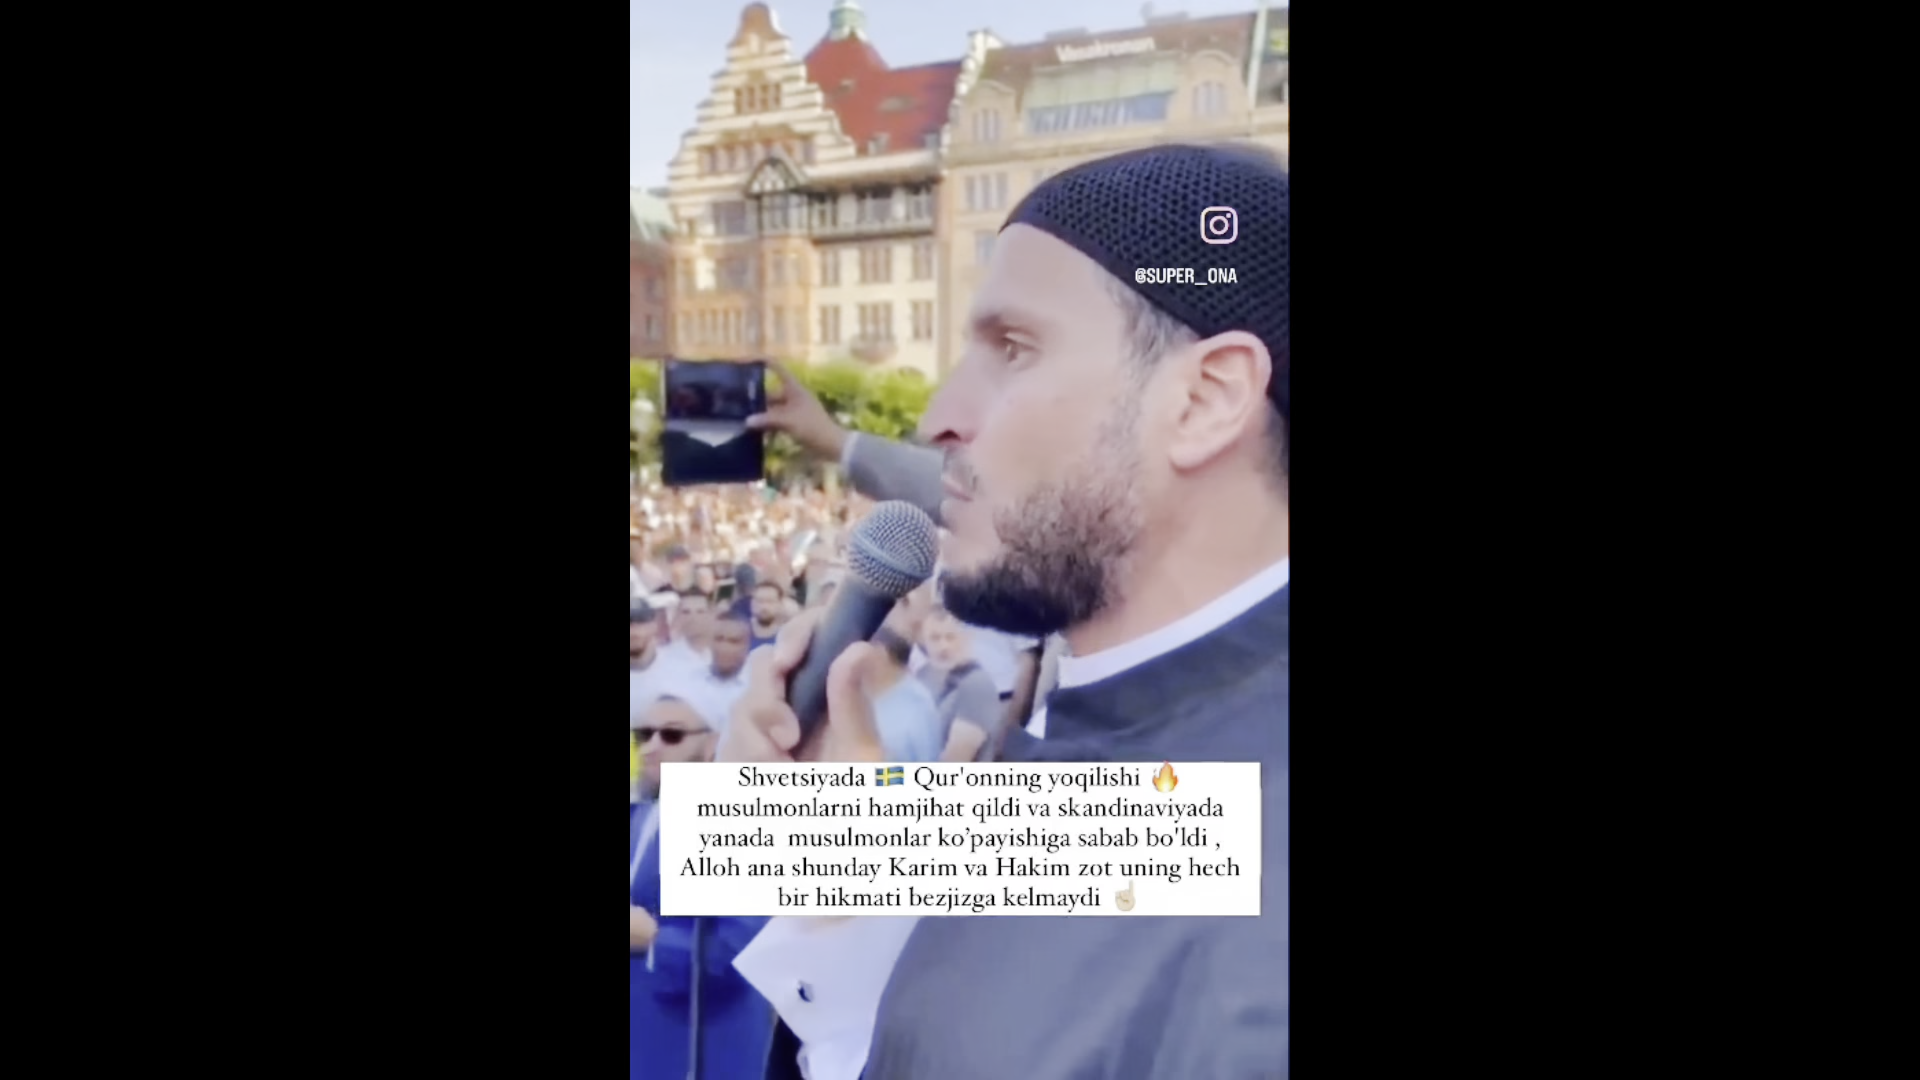 @SUPER_ONA
Shvetsiyada 🇸🇪 Qur'onning yoqilishi 🔥
musulmonlarni hamjihat qildi va skandinaviyada
yanada musulmonlar ko’payishiga sabab bo'ldi ,
Alloh ana shunday Karim va Hakim zot uning hech
bir hikmati bezjizga kelmaydi ☝🏼